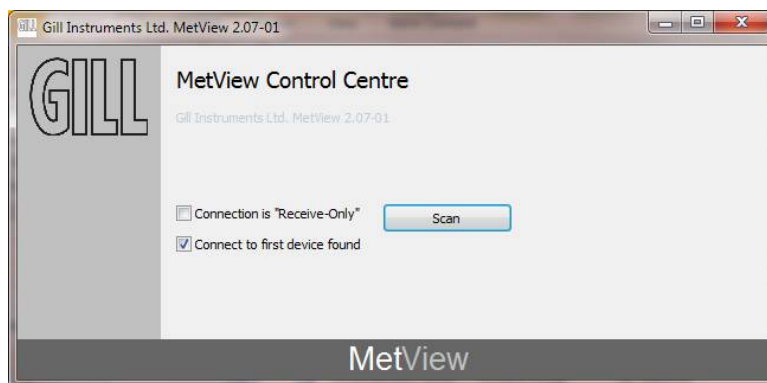 Gill Instruments Ltd. MetView 2.07-01
GILL
MetView Control Centre
Gill Instruments Ltd. MetView 2.07-01
Connection is "Receive-Only"
Scan
Connect to first device found
MetView